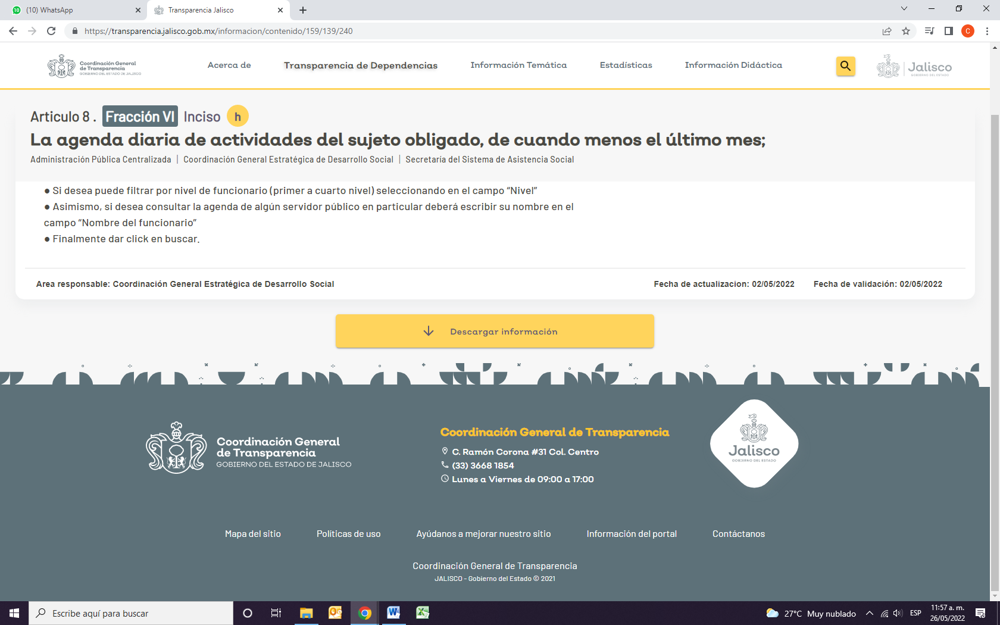 (10) WhatsApp
Transparencia Jalisco
https://transparencia.jalisco.gob.mx/informacion/contenido/159/139/240
C
Coordinación General
de Transparencia
GOBIERNO DEL ESTADO DE JALISCO
Acerca de
Transparencia de Dependencias
Información Temática
Estadísticas
Información Didáctica
Jalisco
GOBIERNO DEL ESTADO
Articulo 8 . Fracción VI Inciso h
La agenda diaria de actividades del sujeto obligado, de cuando menos el último mes;
Administración Pública Centralizada | Coordinación General Estratégica de Desarrollo Social | Secretaría del Sistema de Asistencia Social
● Si desea puede filtrar por nivel de funcionario (primer a cuarto nivel) seleccionando en el campo “Nivel”
● Asimismo, si desea consultar la agenda de algún servidor público en particular deberá escribir su nombre en el
campo “Nombre del funcionario”
● Finalmente dar click en buscar.
Area responsable: Coordinación General Estratégica de Desarrollo Social
Fecha de actualizacion: 02/05/2022
Fecha de validación: 02/05/2022
Descargar información
Coordinación General
de Transparencia
GOBIERNO DEL ESTADO DE JALISCO
Coordinación General de Transparencia
C. Ramón Corona #31 Col. Centro
(33) 3668 1854
Lunes a Viernes de 09:00 a 17:00
Jalisco
GOBIERNO DEL ESTADO
Mapa del sitio
Políticas de uso
Ayúdanos a mejorar nuestro sitio
Información del portal
Contáctanos
Coordinación General de Transparencia
JALISCO - Gobierno del Estado © 2021
Escribe aquí para buscar
27°C Muy nublado
ESP
11:57 a. m.
26/05/2022